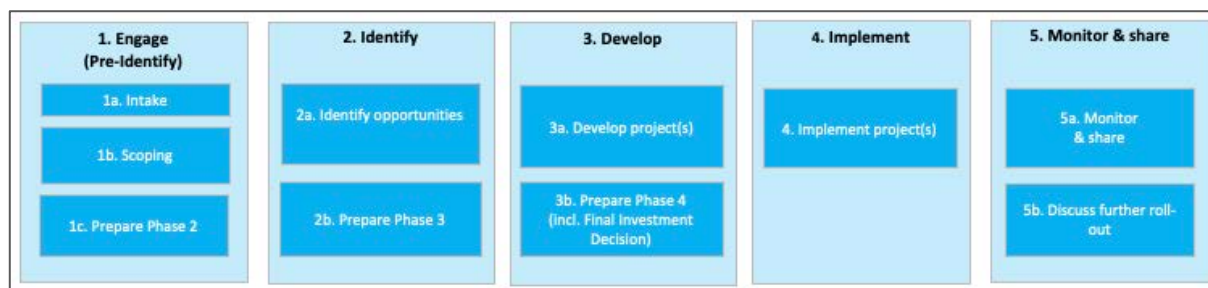 1. Engage
(Pre-Identify)
1a. Intake
1b. Scoping
1c. Prepare Phase 2
2. Identify
2a. Identify opportunities
2b. Prepare Phase 3
3. Develop
3a. Develop project(s)
3b. Prepare Phase 4
(incl. Final Investment
Decision)
4. Implement
4. Implement project(s)
5. Monitor & share
5a. Monitor
& share
5b. Discuss further roll-
out